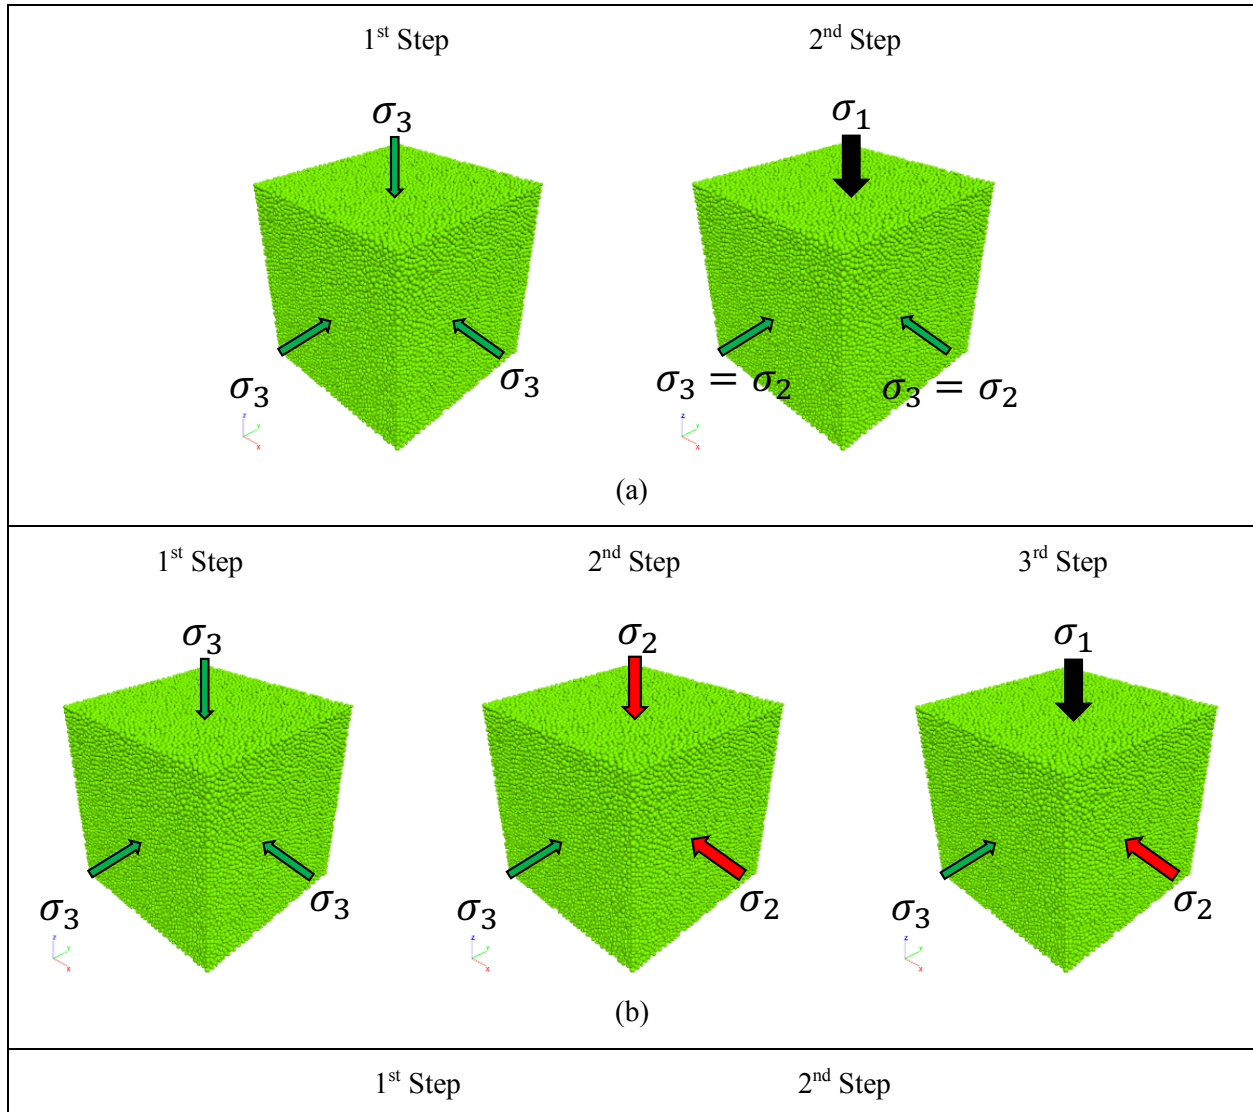 1st Step 2nd Step
σ3 σ1
σ3 σ3 σ3 = σ2 σ3 = σ2
z y x z y x
(a)
1st Step 2nd Step 3rd Step
σ3 σ2 σ1
σ3 σ3 σ3 σ2 σ3 σ2
z y x z y x z y x
(b)
1st Step 2nd Step